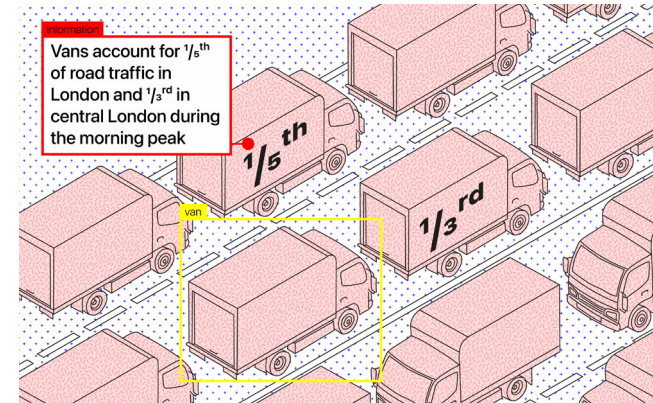 information
Vans account for ¹/₅ᵗʰ
of road traffic in
London and ¹/₃ʳᵈ in
central London during
the morning peak
¹/₅ᵗʰ
¹/₃ʳᵈ
van